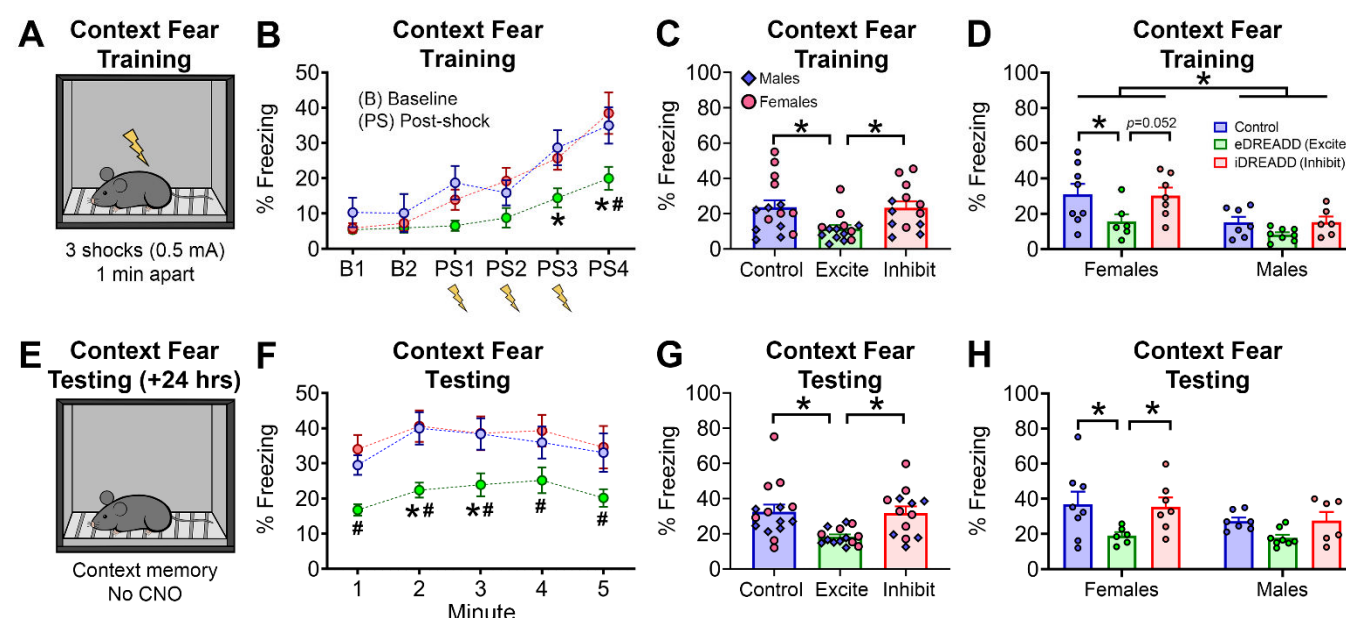 A
Context Fear
Training
3 shocks (0.5 mA)
1 min apart
B
Context Fear
Training
% Freezing
50
40
30
20
10
0
(B) Baseline
(PS) Post-shock
*
*#
B1 B2 PS1 PS2 PS3 PS4
C
Context Fear
Training
% Freezing
100
80
60
40
20
0
Males
Females
* *
Control Excite Inhibit
D
Context Fear
Training
% Freezing
100
80
60
40
20
0
*
* p=0.052
Control
eDREADD (Excite
iDREADD (Inhibit)
Females Males
E
Context Fear
Testing (+24 hrs)
Context memory
No CNO
F
Context Fear
Testing
% Freezing
50
40
30
20
10
0
# *# *# # #
1 2 3 4 5
Minute
G
Context Fear
Testing
% Freezing
100
80
60
40
20
0
* *
Control Excite Inhibit
H
Context Fear
Testing
% Freezing
100
80
60
40
20
0
* *
Females Males